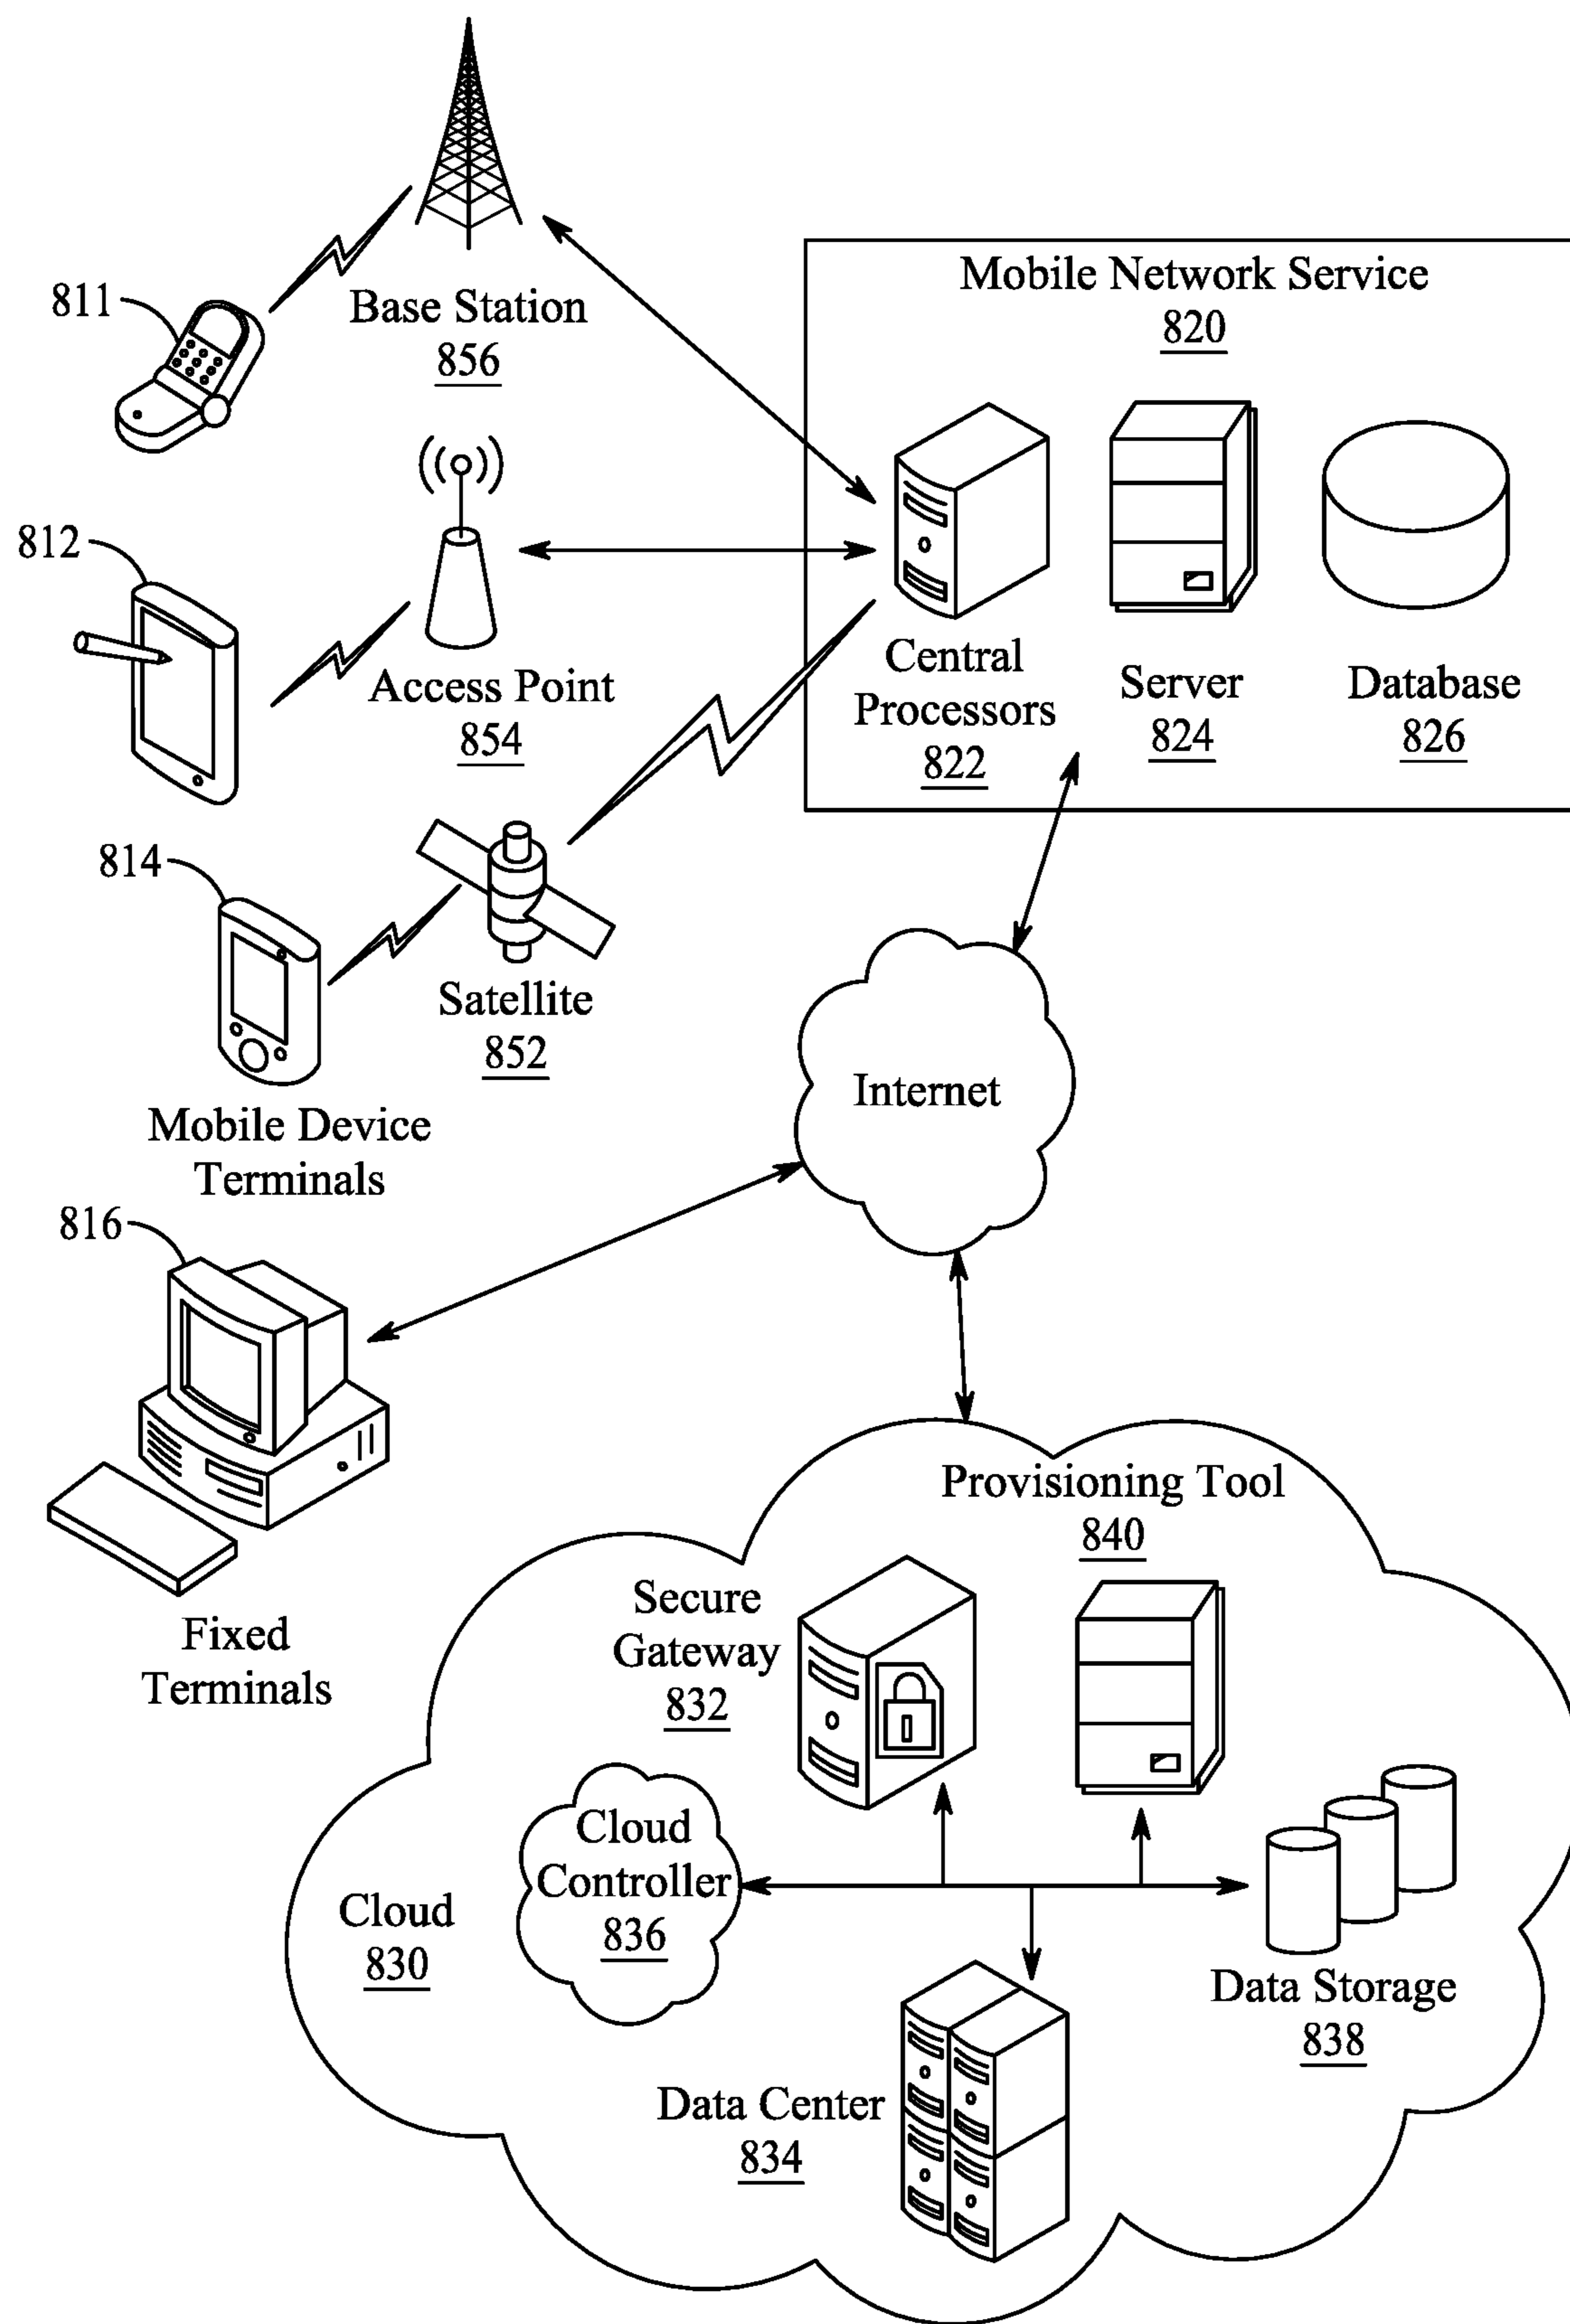 811
Base Station
856
Mobile Network Service
820
812
Access Point
854
Central
Processors
822
Server
824
Database
826
814
Satellite
852
Mobile Device
Terminals
Internet
816
Fixed
Terminals
Provisioning Tool
840
Secure
Gateway
832
Cloud
Controller
836
Cloud
830
Data Storage
838
Data Center
834